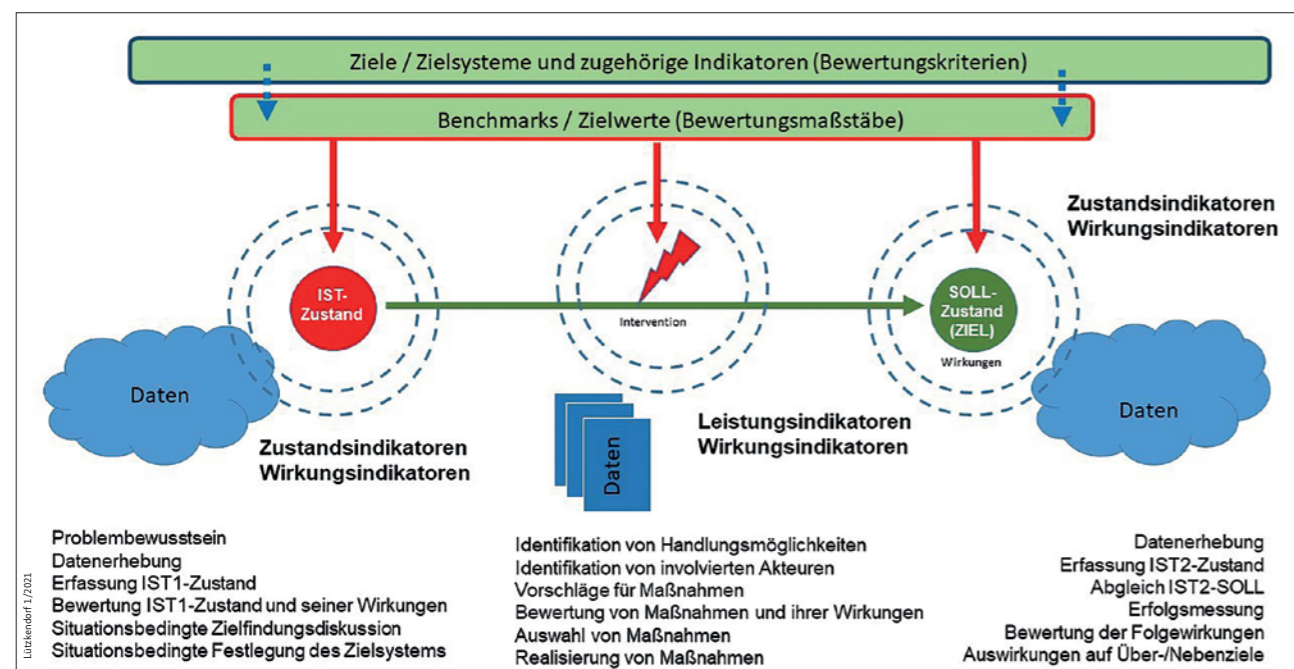 Ziele / Zielsysteme und zugehörige Indikatoren (Bewertungskriterien)
Benchmarks / Zielwerte (Bewertungsmaßstäbe)
Zustandsindikatoren
Wirkungsindikatoren
IST-
Zustand
Intervention
SOLL-
Zustand
(ZIEL)
Wirkungen
Daten
Daten
Daten
Zustandsindikatoren
Wirkungsindikatoren
Leistungsindikatoren
Wirkungsindikatoren
Problembewusstsein
Datenerhebung
Erfassung IST1-Zustand
Bewertung IST1-Zustand und seiner Wirkungen
Situationsbedingte Zielfindungsdiskussion
Situationsbedingte Festlegung des Zielsystems
Identifikation von Handlungsmöglichkeiten
Identifikation von involvierten Akteuren
Vorschläge für Maßnahmen
Bewertung von Maßnahmen und ihrer Wirkungen
Auswahl von Maßnahmen
Realisierung von Maßnahmen
Datenerhebung
Erfassung IST2-Zustand
Abgleich IST2-SOLL
Erfolgsmessung
Bewertung der Folgewirkungen
Auswirkungen auf Über-/Nebenziele
Lützkendorf 1/2021